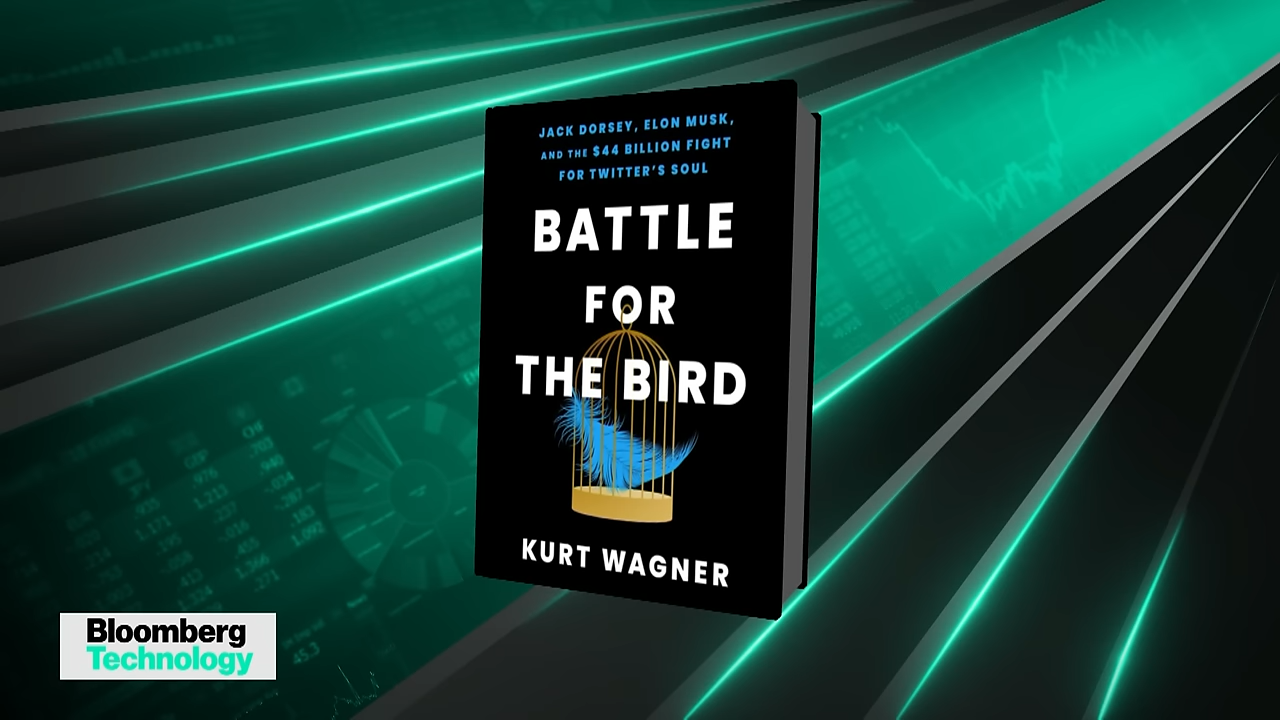 JACK DORSEY, ELON MUSK,
AND THE $44 BILLION FIGHT
FOR TWITTER'S SOUL
BATTLE
FOR
THE BIRD
KURT WAGNER
Bloomberg
Technology